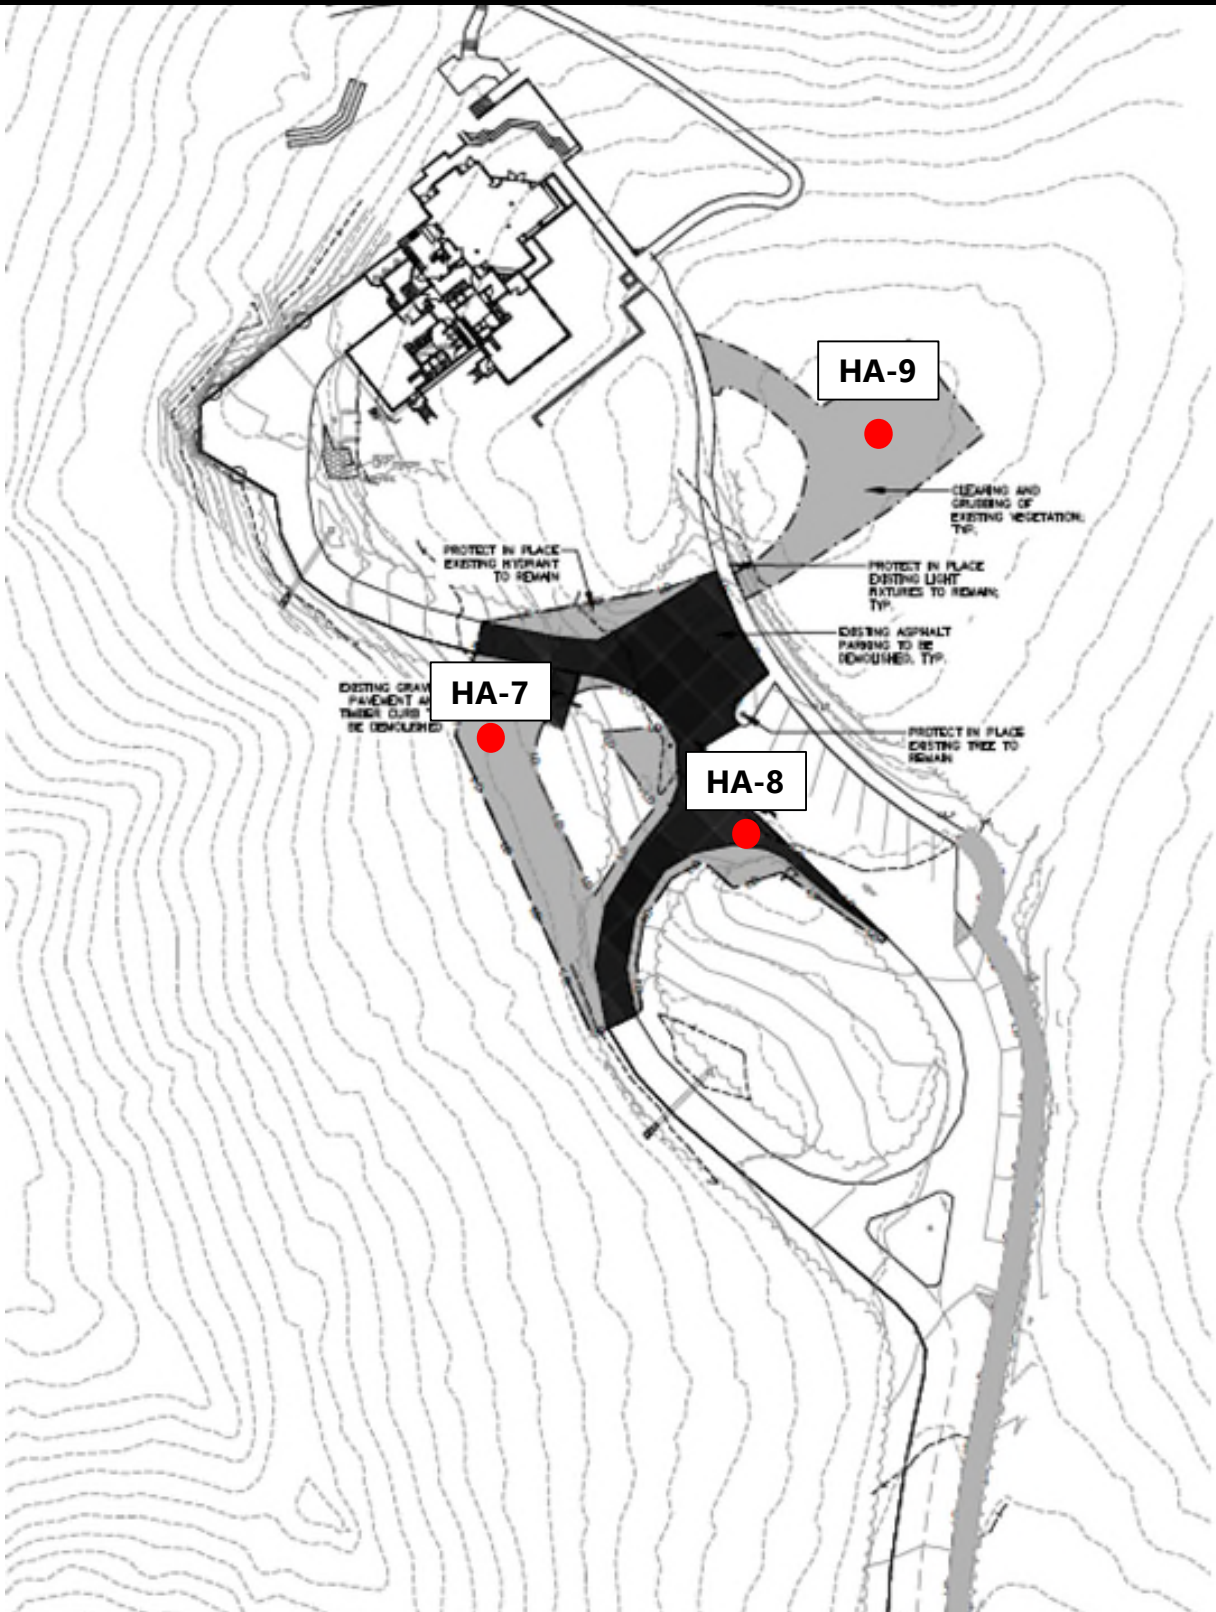 HA-9
CLEARING AND
GRUBBING OF
EXISTING VEGETATION;
TYP.
PROTECT IN PLACE
EXISTING HYDRANT
TO REMAIN
PROTECT IN PLACE
EXISTING LIGHT
FIXTURES TO REMAIN;
TYP.
EXISTING ASPHALT
PARKING TO BE
DEMOLISHED, TYP.
HA-7
EXISTING
PAVEMENT
TIMBER CURB
BE DEMOLISHED
PROTECT IN PLACE
EXISTING TREE TO
REMAIN
HA-8